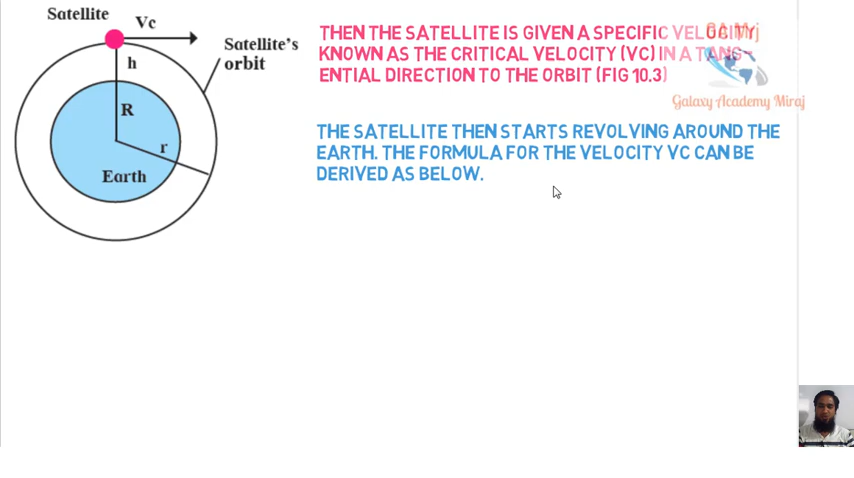 Satellite
Vc
h
Satellite's
orbit
R
r
Earth
THEN THE SATELLITE IS GIVEN A SPECIFIC VELOCITY
KNOWN AS THE CRITICAL VELOCITY (VC) IN A TANG-
ENTIAL DIRECTION TO THE ORBIT (FIG 10.3)
Galaxy Academy Miraj
THE SATELLITE THEN STARTS REVOLVING AROUND THE
EARTH. THE FORMULA FOR THE VELOCITY VC CAN BE
DERIVED AS BELOW.